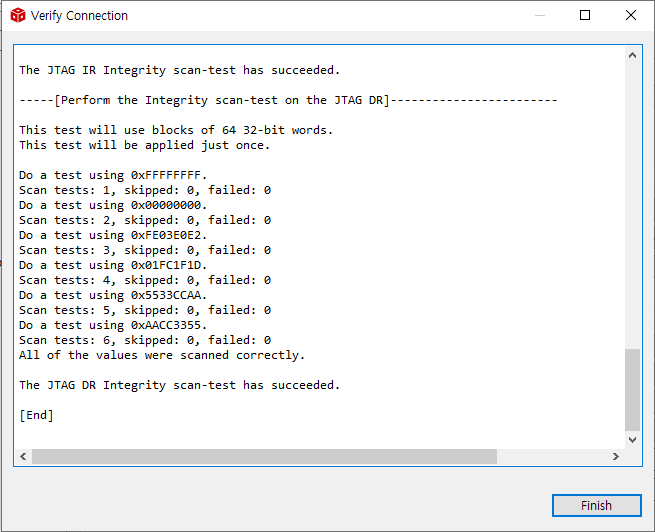 Verify Connection
The JTAG IR Integrity scan-test has succeeded.
-----[Perform the Integrity scan-test on the JTAG DR]------------------------
This test will use blocks of 64 32-bit words.
This test will be applied just once.
Do a test using 0xFFFFFFFF.
Scan tests: 1, skipped: 0, failed: 0
Do a test using 0x00000000.
Scan tests: 2, skipped: 0, failed: 0
Do a test using 0xFE03E0E2.
Scan tests: 3, skipped: 0, failed: 0
Do a test using 0x01FC1F1D.
Scan tests: 4, skipped: 0, failed: 0
Do a test using 0x5533CCAA.
Scan tests: 5, skipped: 0, failed: 0
Do a test using 0xAACC3355.
Scan tests: 6, skipped: 0, failed: 0
All of the values were scanned correctly.
The JTAG DR Integrity scan-test has succeeded.
[End]
Finish